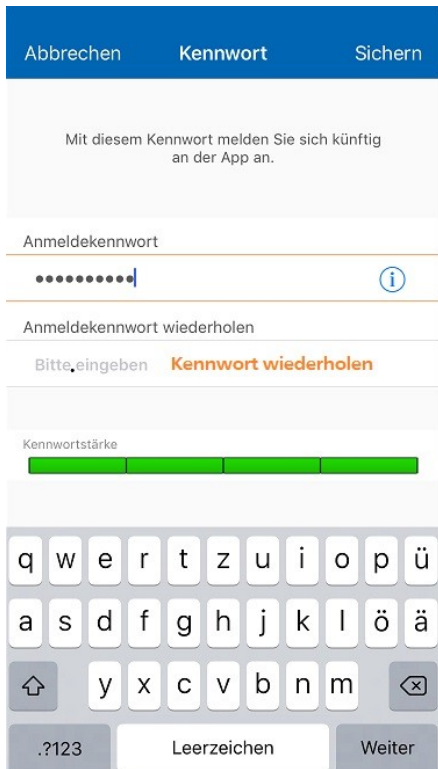 Abbrechen Kennwort Sichern
Mit diesem Kennwort melden Sie sich künftig
an der App an.
Anmeldekennwort
••••••••••
Anmeldekennwort wiederholen
Bitte eingeben Kennwort wiederholen
Kennwortstärke
q w e r t z u i o p ü
a s d f g h j k l ö ä
y x c v b n m
.?123 Leerzeichen Weiter